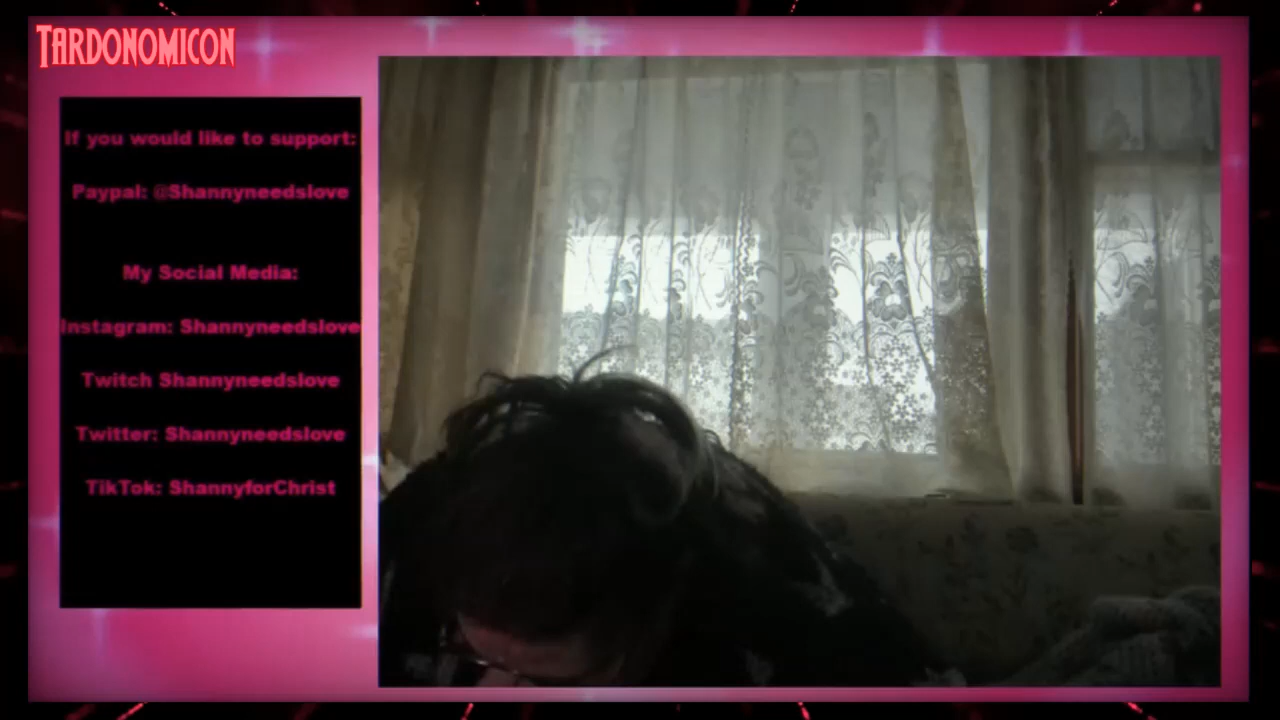 TARDONOMICON
If you would like to support:
Paypal: @Shannyneedslove
My Social Media:
Instagram: Shannyneedslove
Twitch Shannyneedslove
Twitter: Shannyneedslove
TikTok: ShannyforChrist